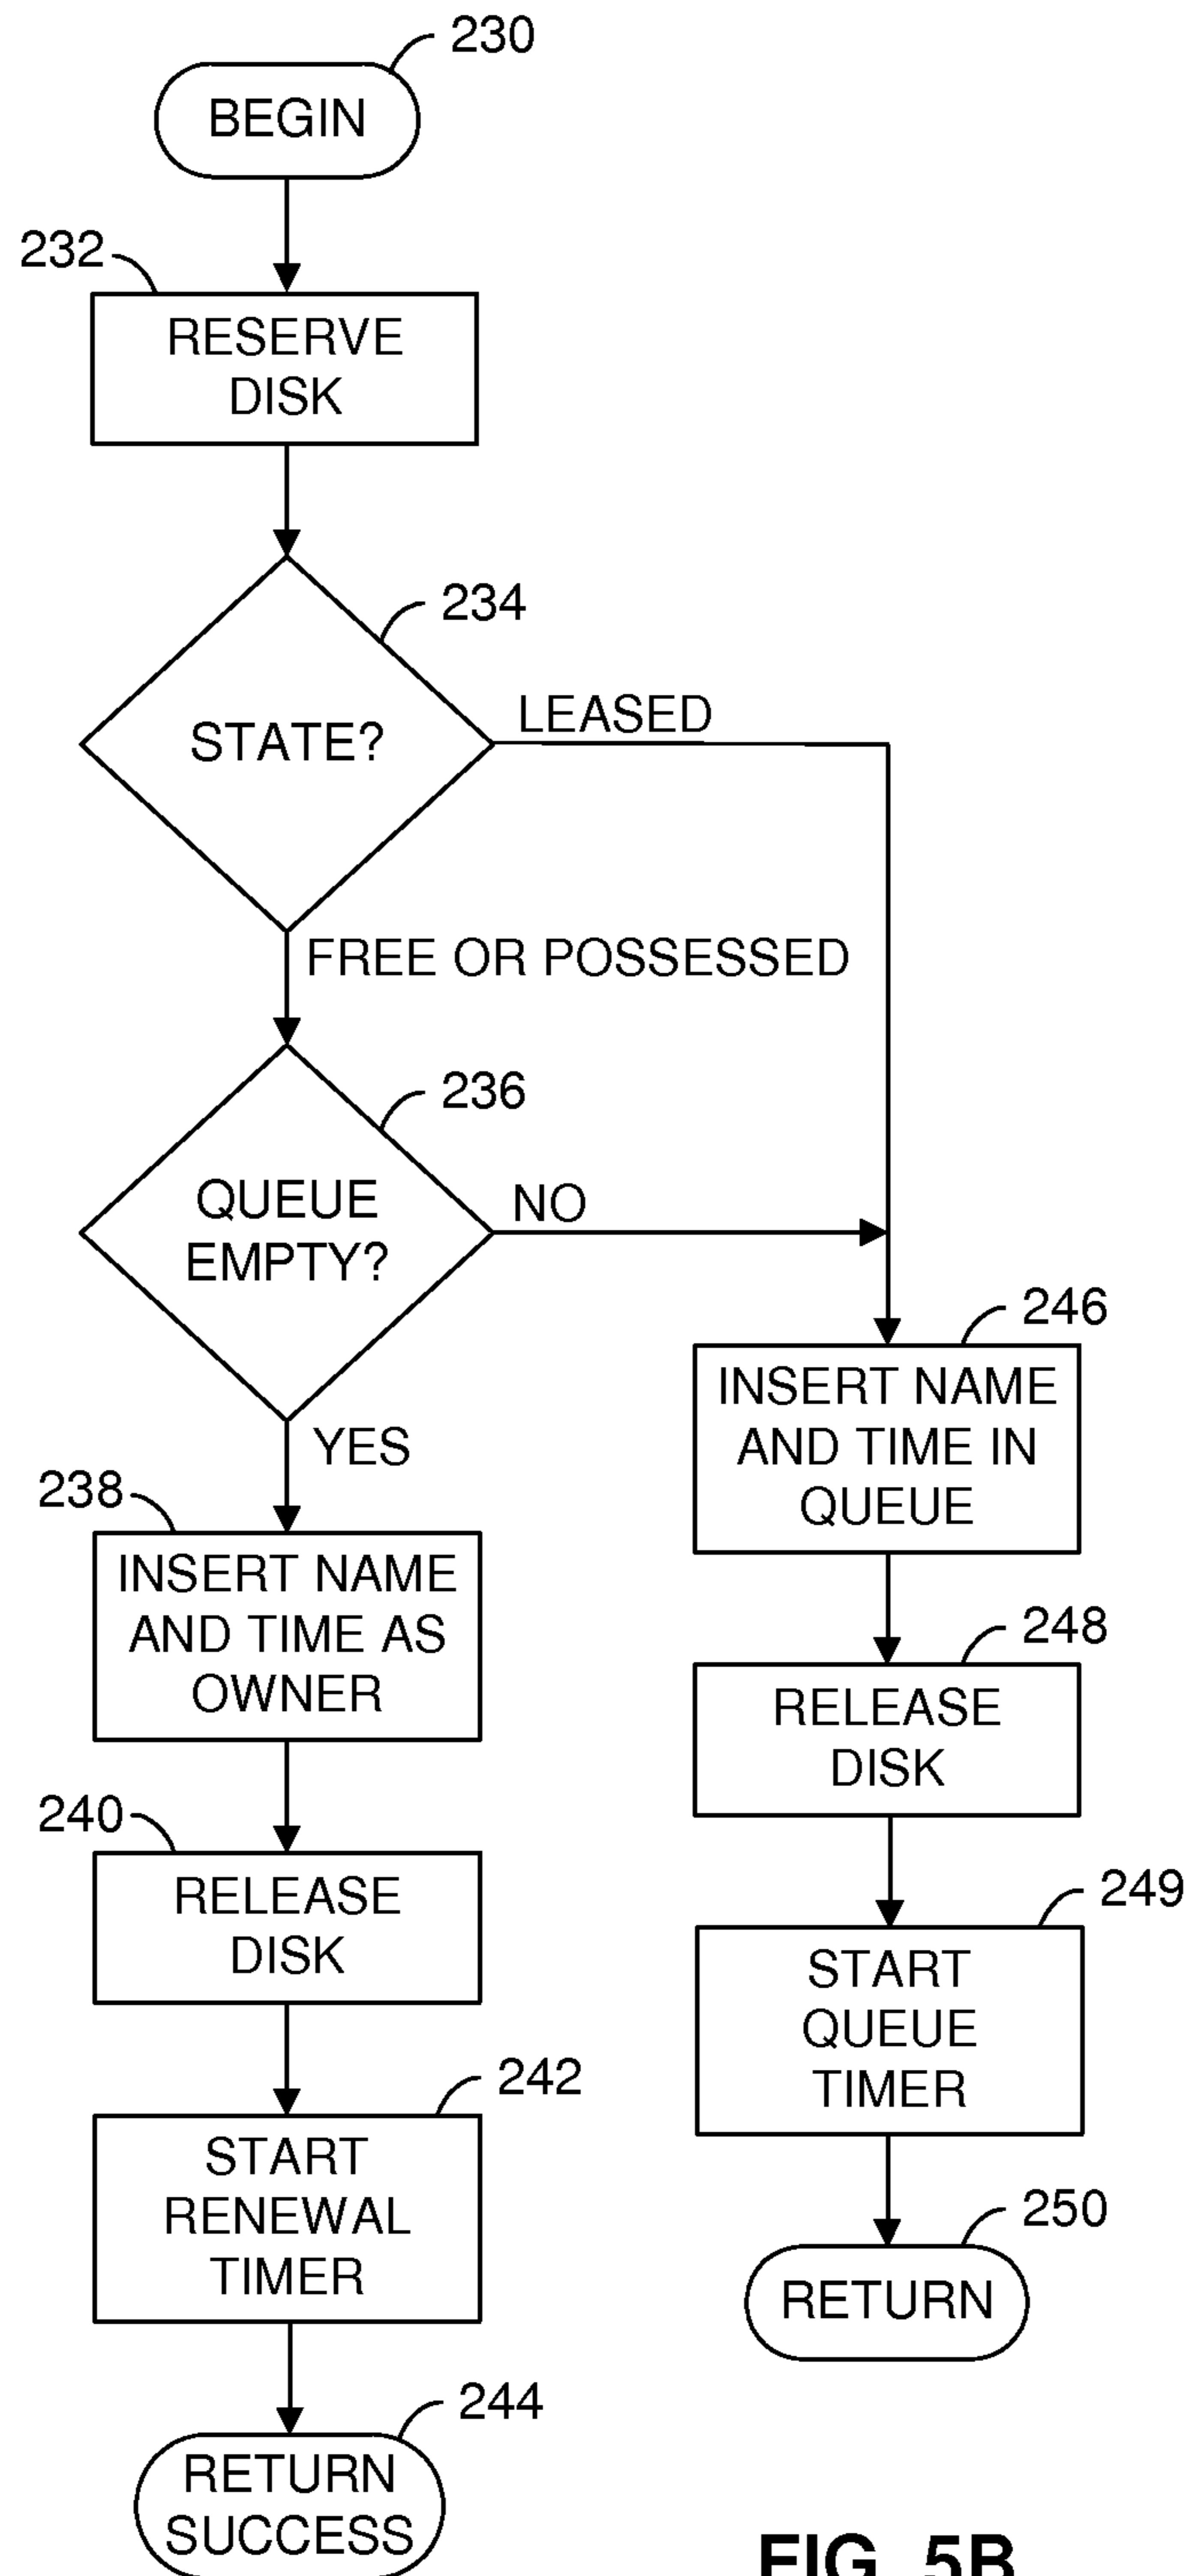 230
BEGIN
232
RESERVE
DISK
234
STATE?
LEASED
FREE OR POSSESSED
236
QUEUE
EMPTY?
NO
YES
238
INSERT NAME
AND TIME AS
OWNER
240
RELEASE
DISK
242
START
RENEWAL
TIMER
244
RETURN
SUCCESS
246
INSERT NAME
AND TIME IN
QUEUE
248
RELEASE
DISK
249
START
QUEUE
TIMER
250
RETURN
FIG. 5B